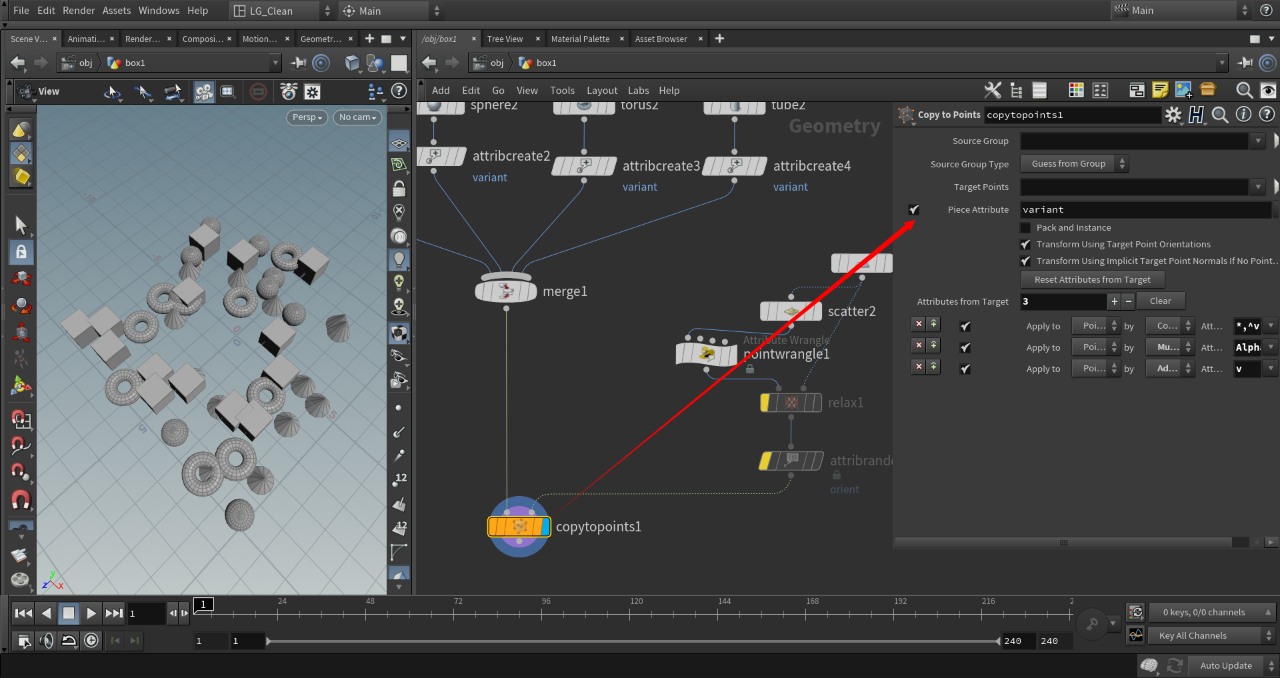 File Edit Render Assets Windows Help LG_Clean Main Main
Scene V... Animati... Render... Composi... Motion... Geometr...
/obj/box1 Tree View Material Palette Asset Browser
obj box1
obj box1
View
Add Edit Go View Tools Layout Labs Help
Persp No cam
sphere2 torus2 tube2
Geometry
attribcreate2
variant
attribcreate3
variant
attribcreate4
variant
merge1
scatter2
Attribute Wrangle
pointwrangle1
relax1
orient
copytopoints1
Copy to Points copytopoints1
Source Group
Source Group Type Guess from Group
Target Points
Piece Attribute variant
Pack and Instance
Transform Using Target Point Orientations
Transform Using Implicit Target Point Normals If No Point...
Reset Attributes from Target
Attributes from Target 3 Clear
Apply to Poi... by Co... Att... *,^v
Apply to Poi... by Mu... Att... Alph
Apply to Poi... by Ad... Att... v
12
12
z y x
1 1 24 48 72 96 120 144 168 192 216 2
0 keys, 0/0 channels
1 1 240 240 Key All Channels
Auto Update